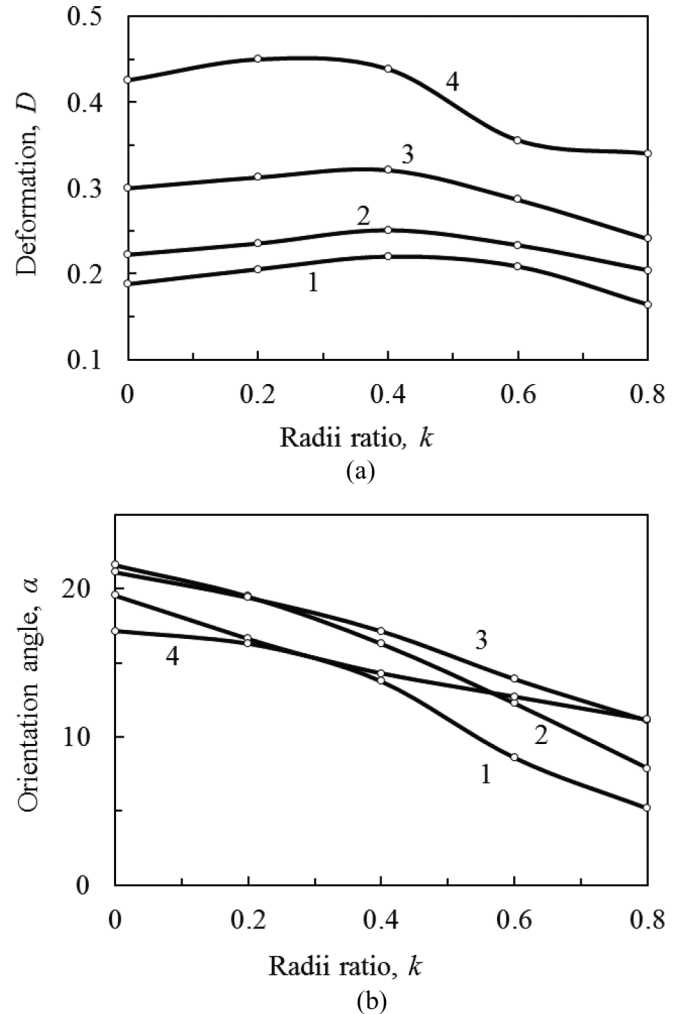 0.5
0.4
0.3
0.2
0.1
Deformation, D
4
3
2
1
0 0.2 0.4 0.6 0.8
Radii ratio, k
(a)
20
10
0
Orientation angle, α
3
4
2
1
0 0.2 0.4 0.6 0.8
Radii ratio, k
(b)